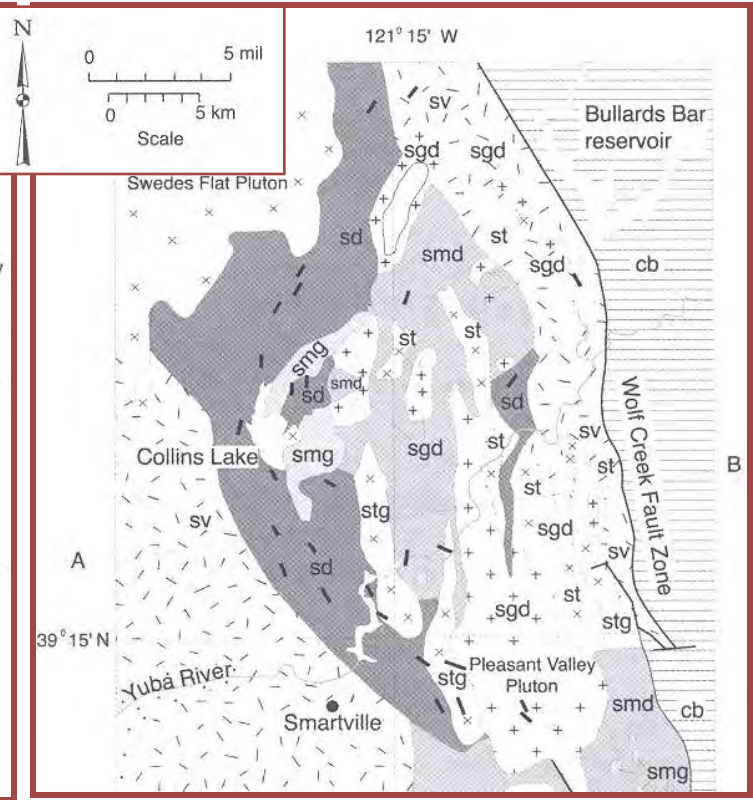 N
0
5 mil
0
5 km
Scale
121° 15' W
sv
Bullards Bar
reservoir
sgd
sgd
Swedes Flat Pluton
sd
smd
st
sgd
cb
smg
st
st
sd
smd
sd
Wolf Creek Fault Zone
Collins Lake
smg
sgd
st
sv
st
B
st
stg
sv
sgd
A
sd
sv
st
sgd
stg
39° 15' N
Pleasant Valley
Pluton
stg
Yuba River
smd
cb
Smartville
smg